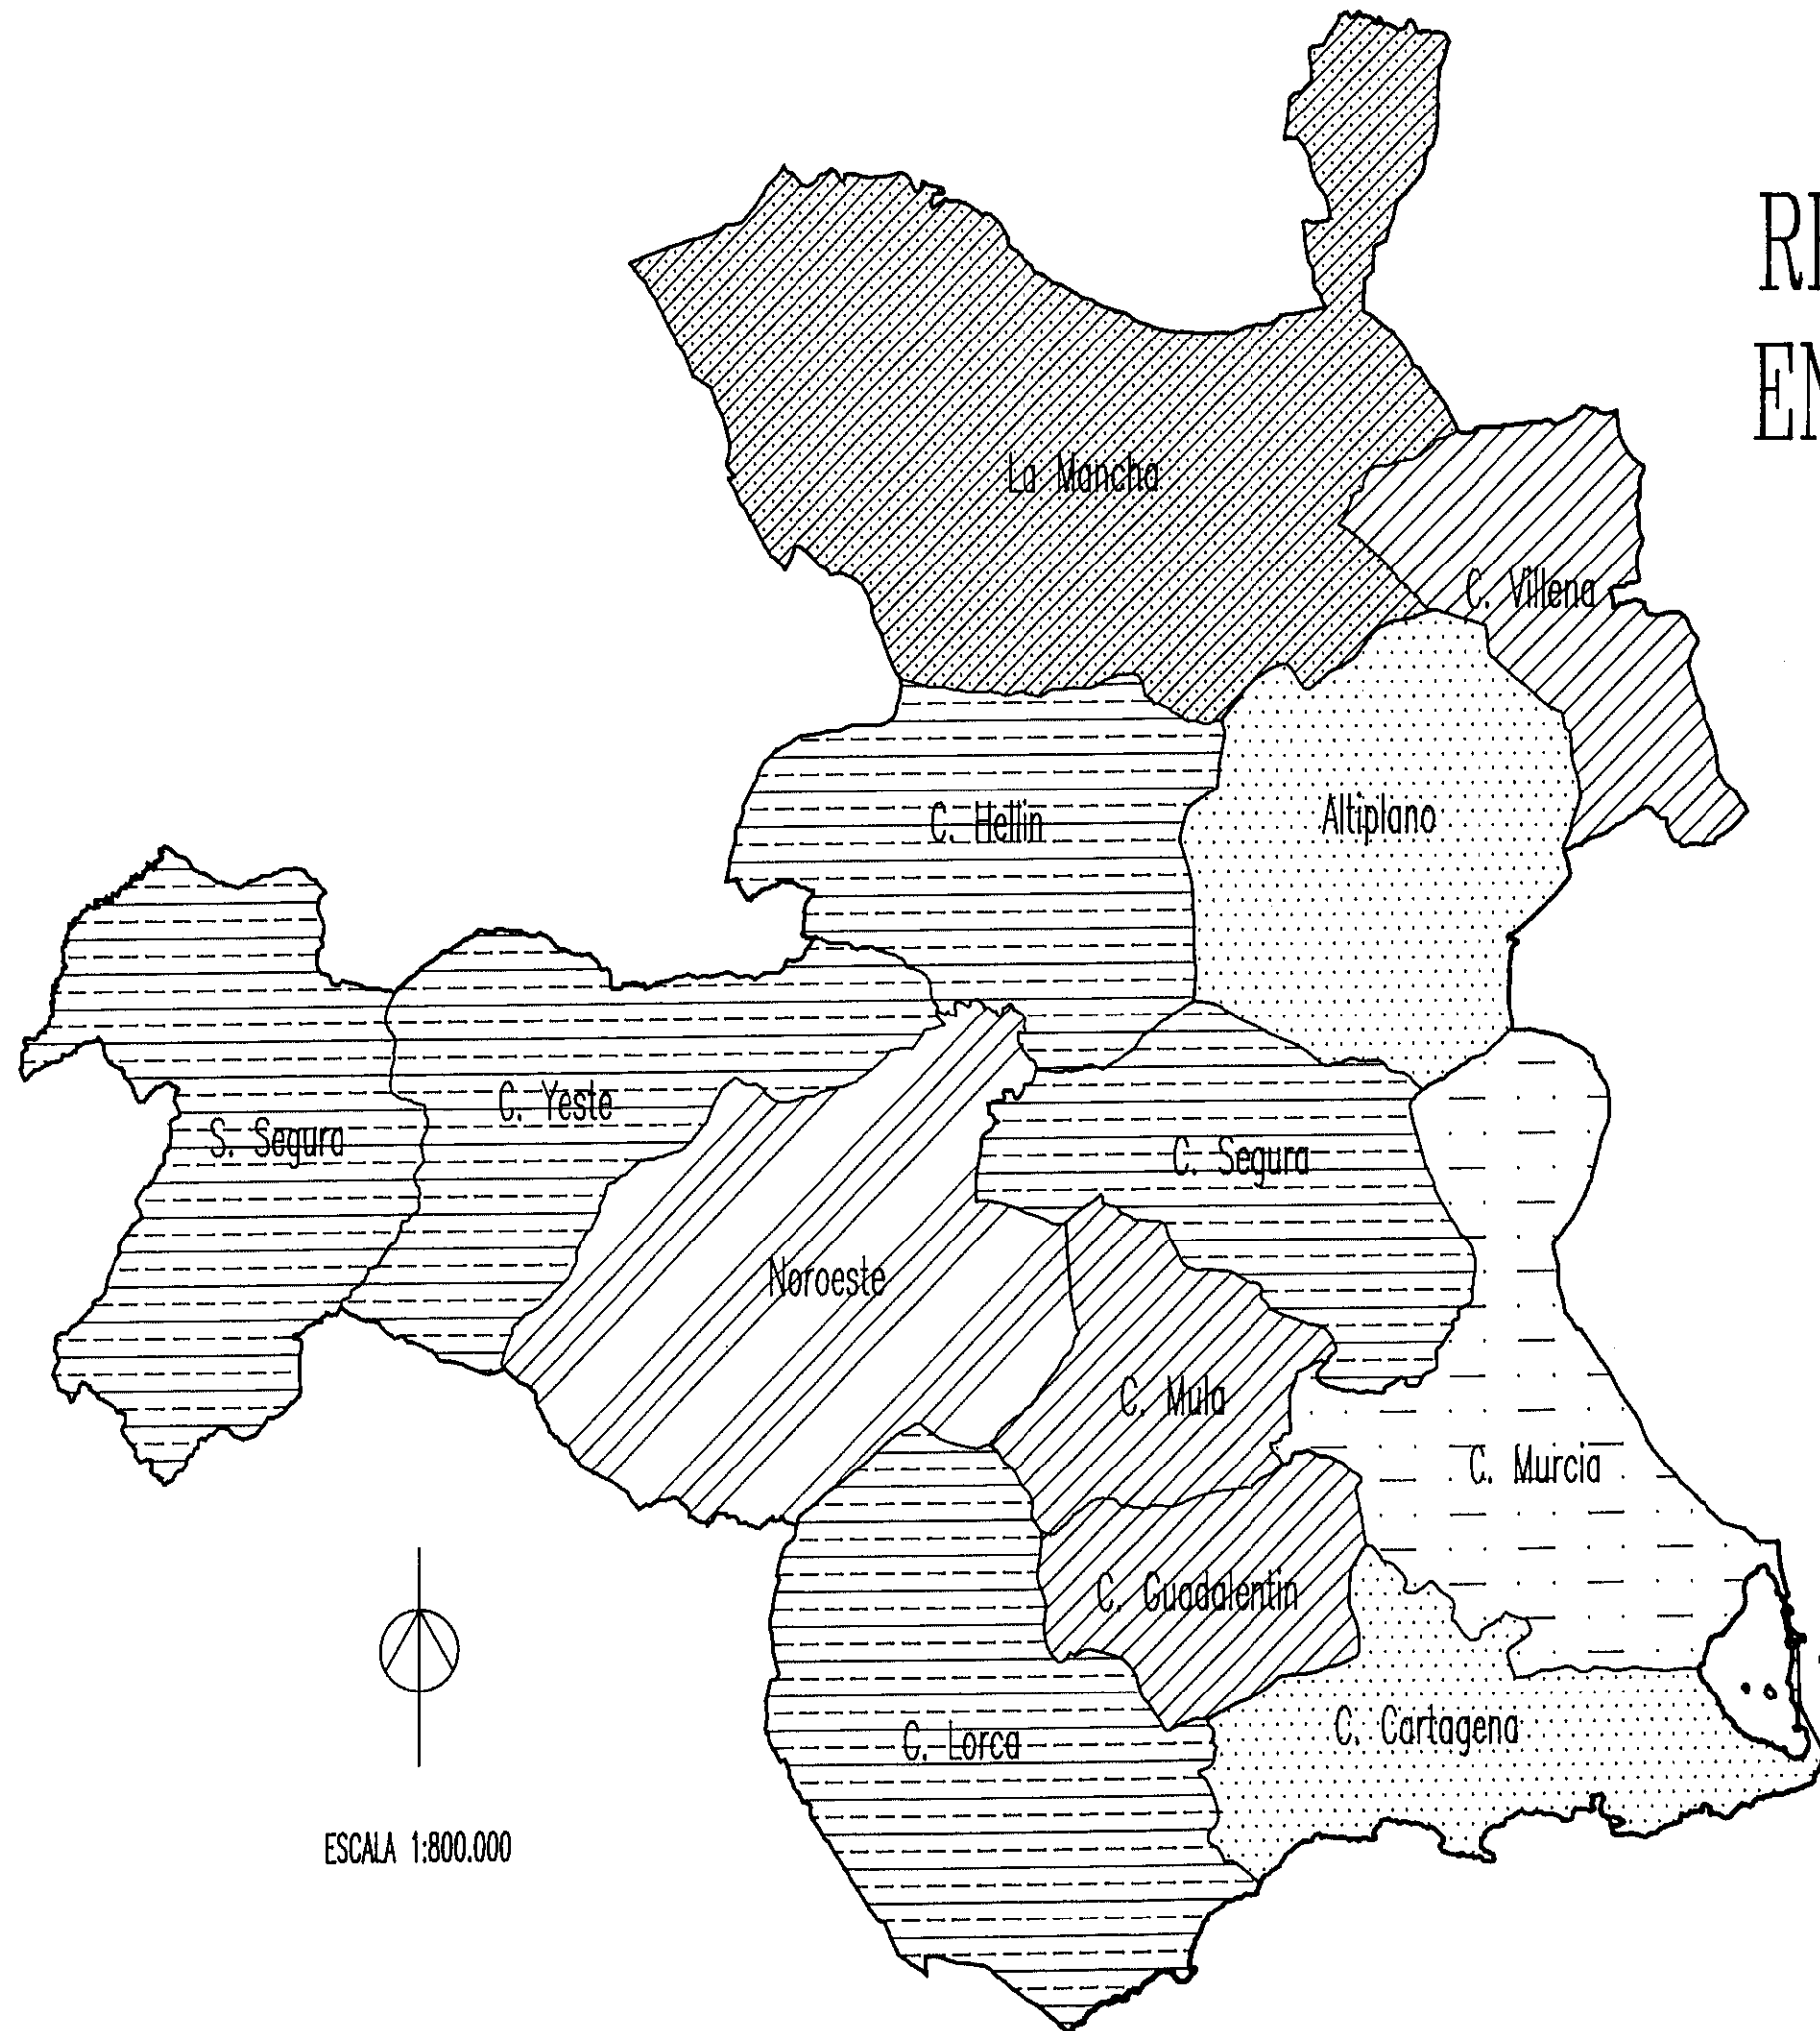 La Mancha
C. Villena
Altiplano
C. Hellin
C. Yeste
S. Segura
C. Segura
Noroeste
C. Mula
C. Murcia
C. Guadalentin
C. Cartagena
C. Lorca
ESCALA 1:800.000